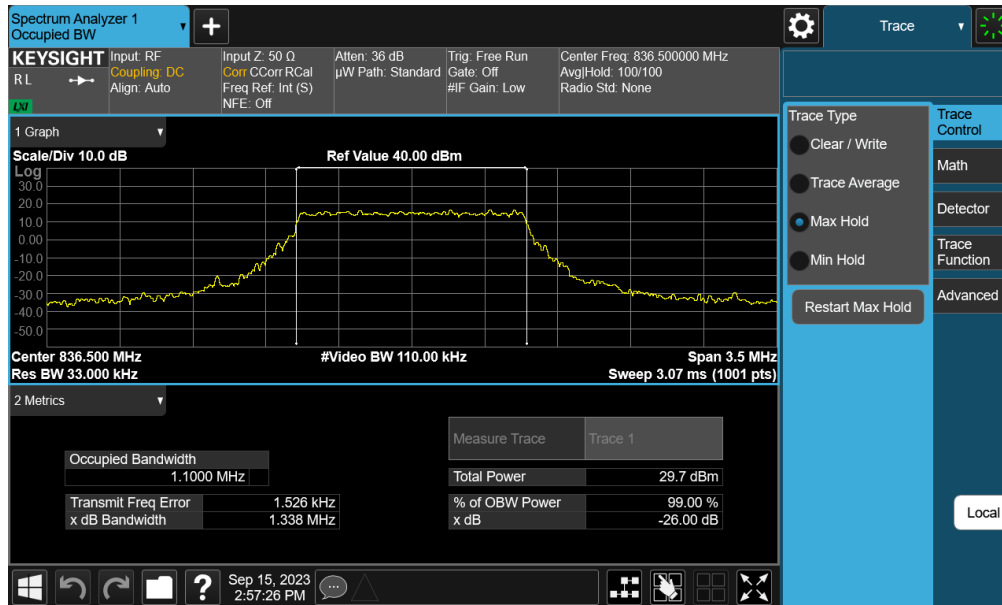 Spectrum Analyzer 1
Occupied BW
+
Trace
KEYSIGHT
R L
LXI
Input: RF
Coupling: DC
Align: Auto
Input Z: 50 Ω
Corr CCorr RCal
Freq Ref: Int (S)
NFE: Off
Atten: 36 dB
µW Path: Standard
Trig: Free Run
Gate: Off
#IF Gain: Low
Center Freq: 836.500000 MHz
Avg|Hold: 100/100
Radio Std: None
1 Graph
Scale/Div 10.0 dB
Ref Value 40.00 dBm
Log
30.0
20.0
10.0
0.00
-10.0
-20.0
-30.0
-40.0
-50.0
Center 836.500 MHz
#Video BW 110.00 kHz
Span 3.5 MHz
Res BW 33.000 kHz
Sweep 3.07 ms (1001 pts)
2 Metrics
Measure Trace Trace 1
Occupied Bandwidth
1.1000 MHz
Total Power 29.7 dBm
Transmit Freq Error 1.526 kHz
% of OBW Power 99.00 %
x dB Bandwidth 1.338 MHz
x dB -26.00 dB
Trace Type
Clear / Write
Trace Average
Max Hold
Min Hold
Restart Max Hold
Trace
Control
Math
Detector
Trace
Function
Advanced
Local
?
Sep 15, 2023
2:57:26 PM